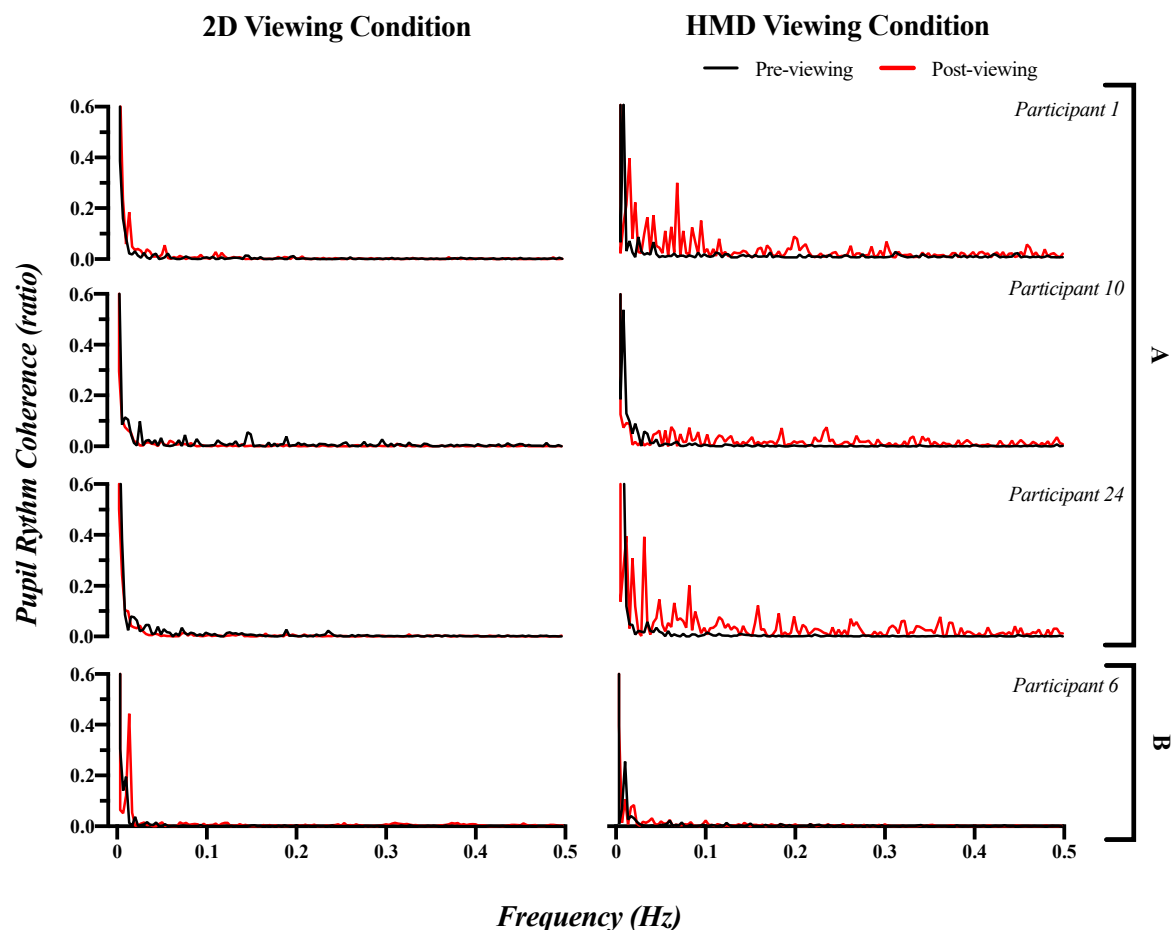 2D Viewing Condition
HMD Viewing Condition
Pre-viewing
Post-viewing
Pupil Rythm Coherence (ratio)
0.6
0.4
0.2
0.0
Participant 1
0.6
0.4
0.2
0.0
Participant 10
0.6
0.4
0.2
0.0
Participant 24
A
0.6
0.4
0.2
0.0
Participant 6
B
0 0.1 0.2 0.3 0.4 0.5
0 0.1 0.2 0.3 0.4 0.5
Frequency (Hz)